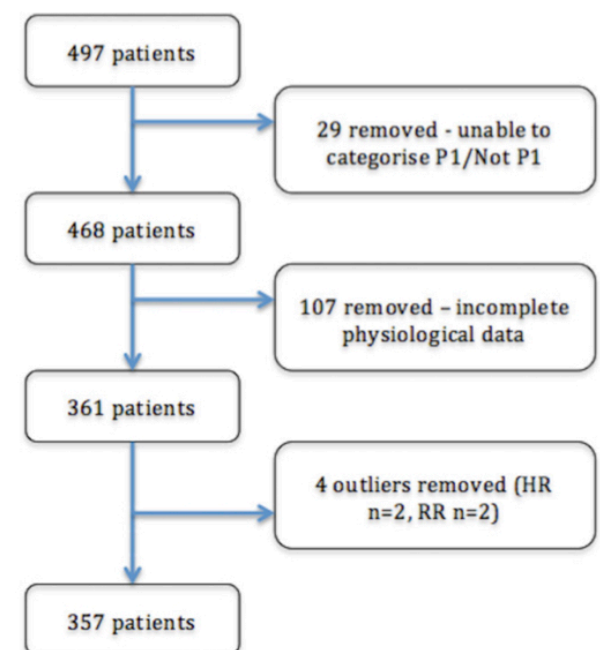 497 patients
29 removed - unable to
categorise P1/Not P1
468 patients
107 removed – incomplete
physiological data
361 patients
4 outliers removed (HR
n=2, RR n=2)
357 patients